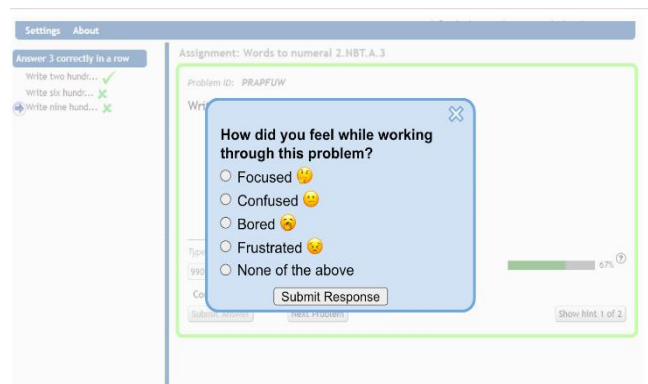 Settings About
Answer 3 correctly in a row
Write two hundr...
Write six hundr...
Write nine hund...
Assignment: Words to numeral 2.NBT.A.3
Problem ID: PRAPFUW
How did you feel while working
through this problem?
Focused
Confused
Bored
Frustrated
None of the above
Submit Response
990
67%
?
Submit Answer
Next Problem
Show hint 1 of 2